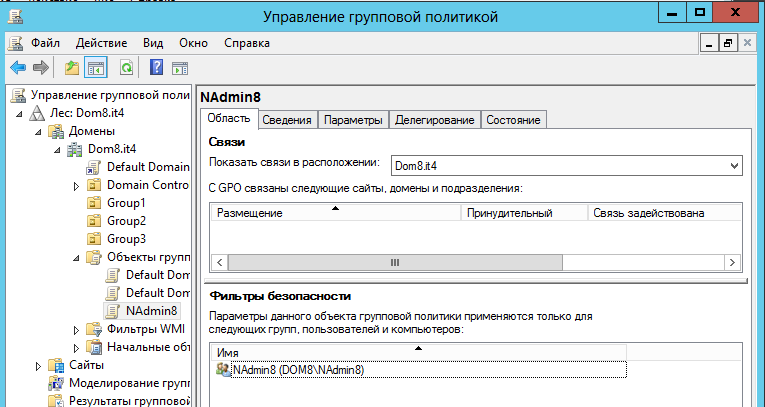 Управление групповой политикой
Файл Действие Вид Окно Справка
Управление групповой поли
Лес: Dom8.it4
Домены
Dom8.it4
Default Domain
Domain Contro
Group1
Group2
Group3
Объекты групп
Default Dom
Default Dom
NAdmin8
Фильтры WMI
Начальные об
Сайты
Моделирование групп
Результаты групповой
NAdmin8
Область Сведения Параметры Делегирование Состояние
Связи
Показать связи в расположении: Dom8.it4
С GPO связаны следующие сайты, домены и подразделения:
Размещение Принудительный Связь задействована
Фильтры безопасности
Параметры данного объекта групповой политики применяются только для
следующих групп, пользователей и компьютеров:
Имя
NAdmin8 (DOM8\NAdmin8)